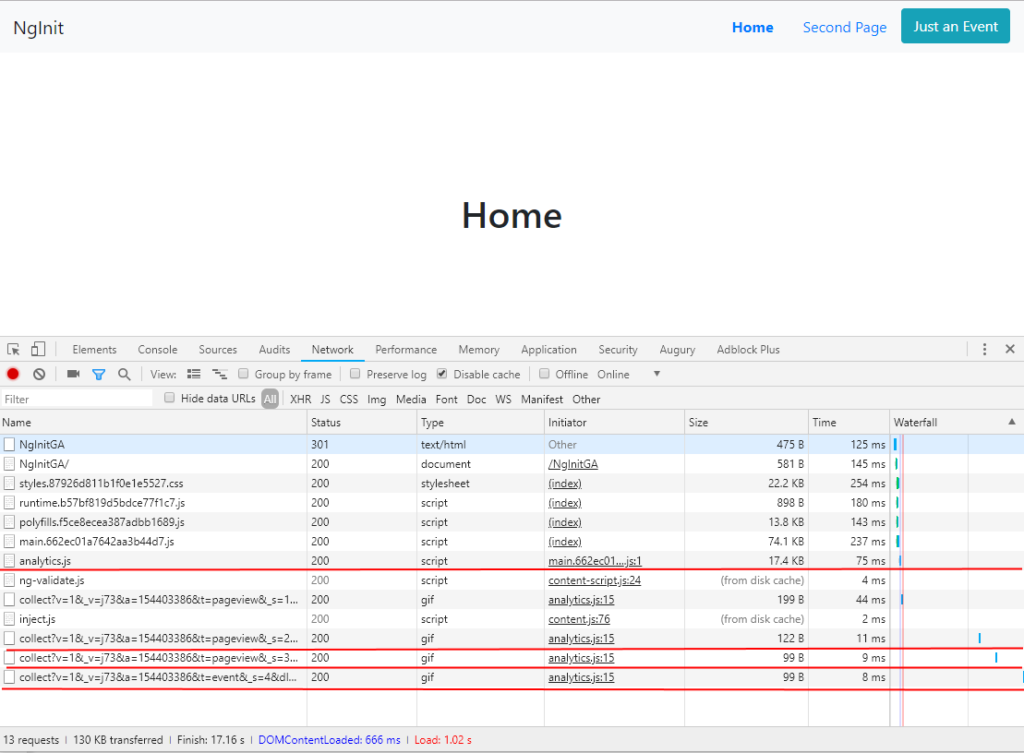 NgInit Home Second Page Just an Event
Home
Elements Console Sources Audits Network Performance Memory Application Security Augury Adblock Plus
View: Group by frame Preserve log Disable cache Offline Online
Filter Hide data URLs All XHR JS CSS Img Media Font Doc WS Manifest Other
Name Status Type Initiator Size Time Waterfall
NgInitGA 301 text/html Other 475 B 125 ms
NgInitGA/ 200 document /NgInitGA 581 B 145 ms
styles.87926d811b1f0e1e5527.css 200 stylesheet (index) 22.2 KB 254 ms
runtime.b57bf819d5bdce77f1c7.js 200 script (index) 898 B 180 ms
polyfills.f5ce8ecea387adbb1689.js 200 script (index) 13.8 KB 143 ms
main.662ec01a7642aa3b44d7.js 200 script (index) 74.1 KB 237 ms
analytics.js 200 script main.662ec01....js:1 17.4 KB 75 ms
ng-validate.js 200 script content-script.js:24 (from disk cache) 4 ms
collect?v=1&_v=j73&a=154403386&t=pageview&_s=1... 200 gif analytics.js:15 199 B 44 ms
inject.js 200 script content.js:76 (from disk cache) 2 ms
collect?v=1&_v=j73&a=154403386&t=pageview&_s=2... 200 gif analytics.js:15 122 B 11 ms
collect?v=1&_v=j73&a=154403386&t=pageview&_s=3... 200 gif analytics.js:15 99 B 9 ms
collect?v=1&_v=j73&a=154403386&t=event&_s=4&dl... 200 gif analytics.js:15 99 B 8 ms
13 requests | 130 KB transferred | Finish: 17.16 s | DOMContentLoaded: 666 ms | Load: 1.02 s